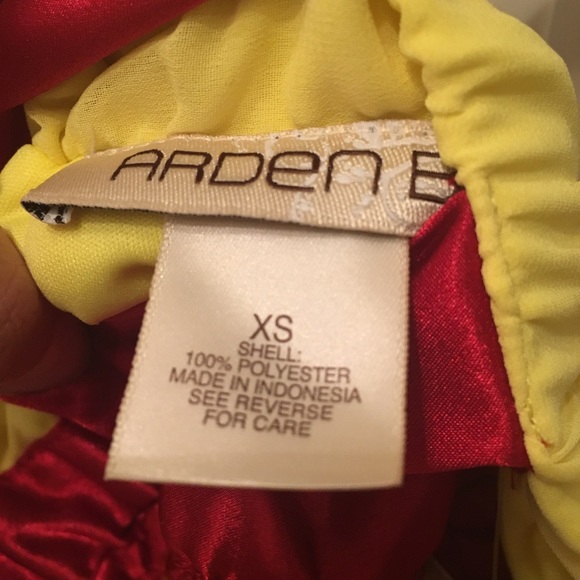 ARDEN B
XS
SHELL:
100% POLYESTER
MADE IN INDONESIA
SEE REVERSE
FOR CARE